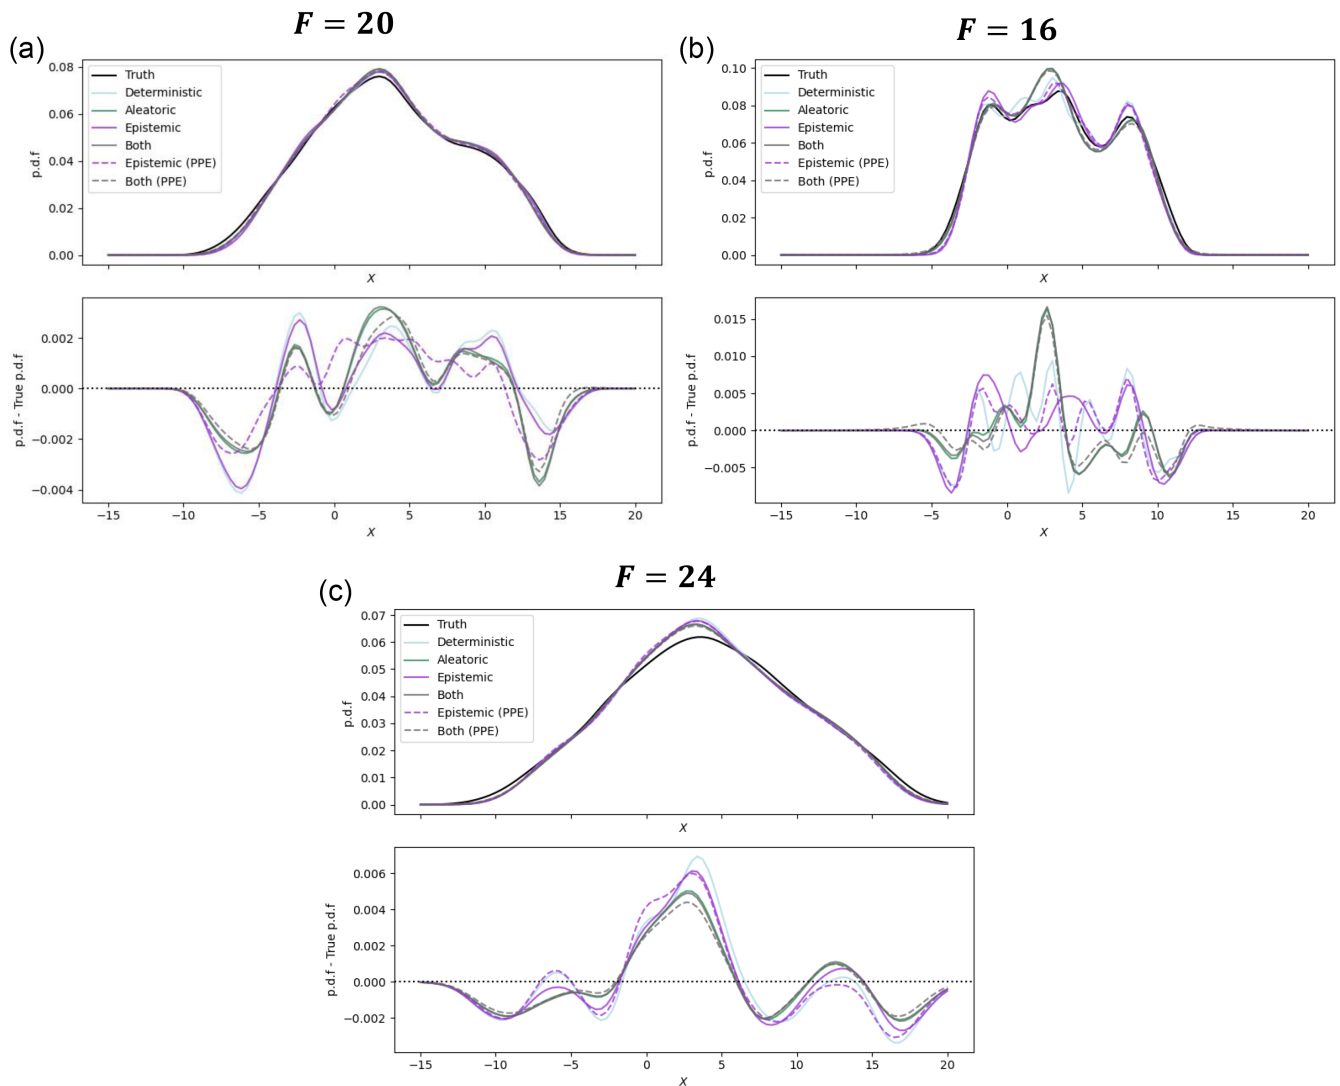 F = 20
(a)
0.08
0.06
0.04
0.02
0.00
p.d.f
Truth
Deterministic
Aleatoric
Epistemic
Both
Epistemic (PPE)
Both (PPE)
X
0.002
0.000
−0.002
−0.004
p.d.f - True p.d.f
−15 −10 −5 0 5 10 15 20
X
F = 16
(b)
0.10
0.08
0.06
0.04
0.02
0.00
p.d.f
Truth
Deterministic
Aleatoric
Epistemic
Both
Epistemic (PPE)
Both (PPE)
X
0.015
0.010
0.005
0.000
−0.005
p.d.f - True p.d.f
−15 −10 −5 0 5 10 15 20
X
F = 24
(c)
0.07
0.06
0.05
0.04
0.03
0.02
0.01
0.00
p.d.f
Truth
Deterministic
Aleatoric
Epistemic
Both
Epistemic (PPE)
Both (PPE)
X
0.006
0.004
0.002
0.000
−0.002
p.d.f - True p.d.f
−15 −10 −5 0 5 10 15 20
X